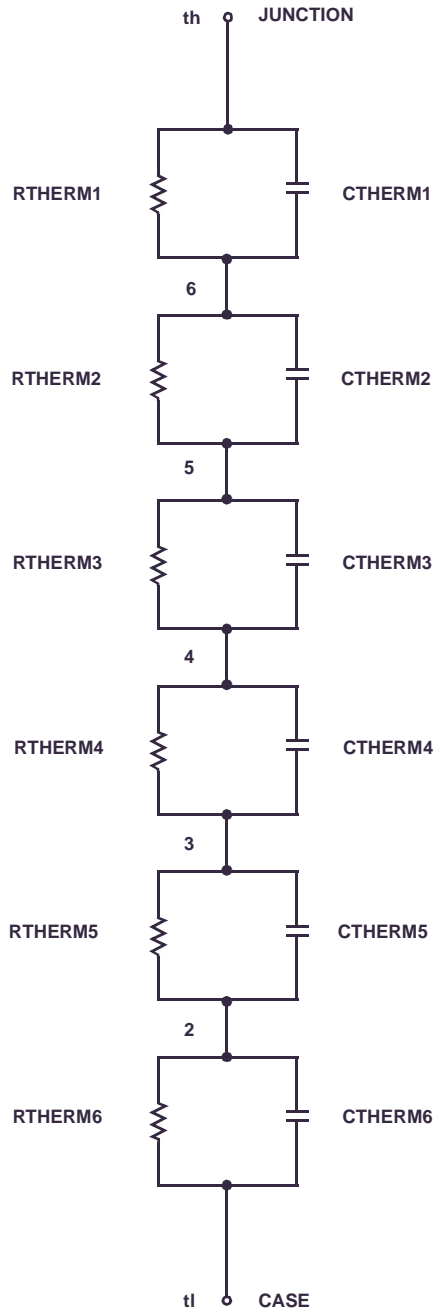 th JUNCTION
RTHERM1 CTHERM1
6
RTHERM2 CTHERM2
5
RTHERM3 CTHERM3
4
RTHERM4 CTHERM4
3
RTHERM5 CTHERM5
2
RTHERM6 CTHERM6
tl CASE